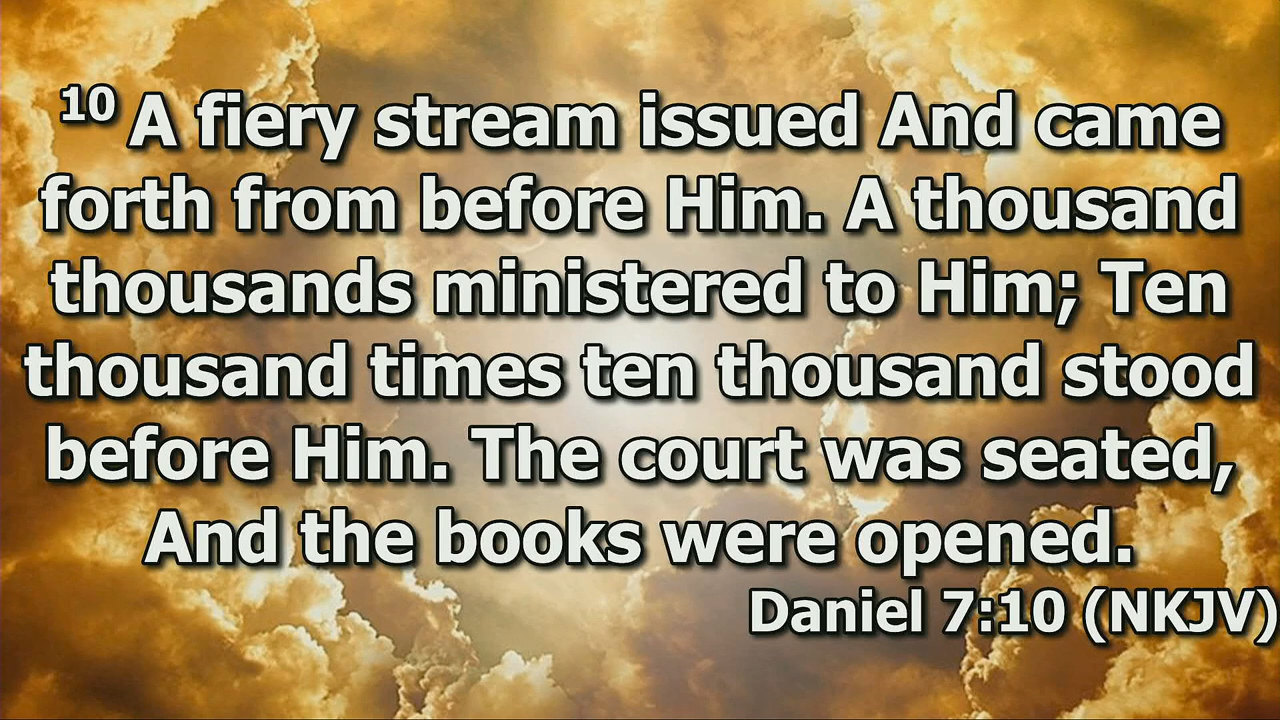 10 A fiery stream issued And came
forth from before Him. A thousand
thousands ministered to Him; Ten
thousand times ten thousand stood
before Him. The court was seated,
And the books were opened.
Daniel 7:10 (NKJV)